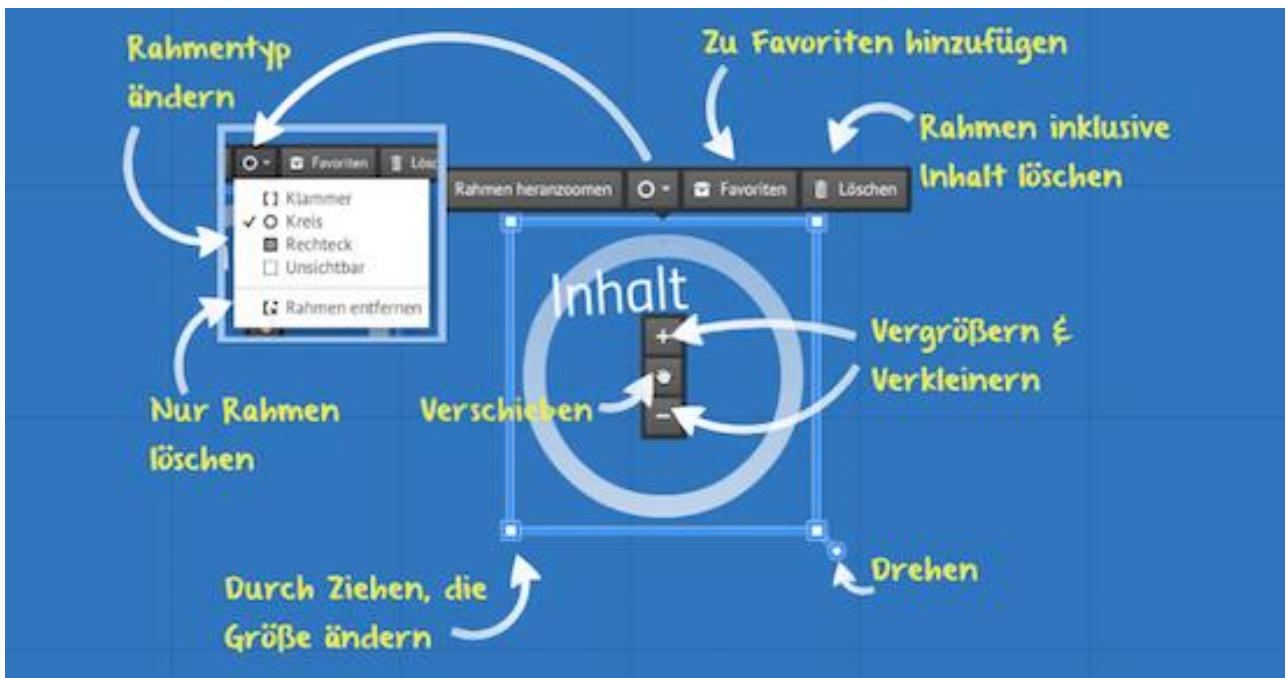 Rahmentyp
ändern
Zu Favoriten hinzufügen
Rahmen inklusive
Inhalt löschen
Favoriten
Rahmen heranzoomen Favoriten Löschen
Klammer
Kreis
Rechteck
Unsichtbar
Rahmen entfernen
Inhalt
+
Vergrößern &
Verkleinern
Verschieben
−
Nur Rahmen
löschen
Drehen
Durch Ziehen, die
Größe ändern